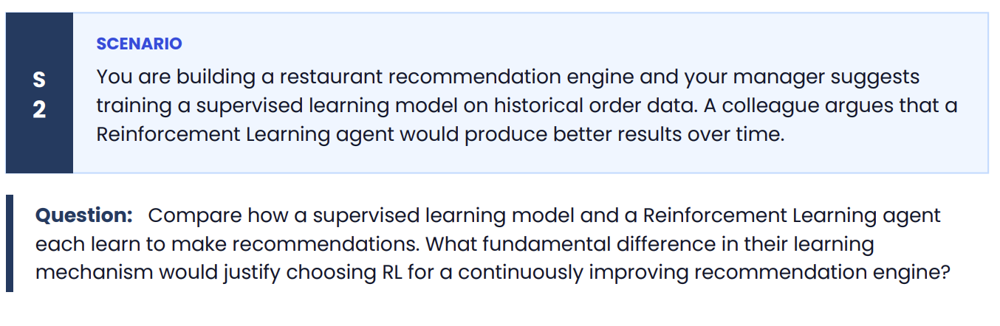 S
2
SCENARIO
You are building a restaurant recommendation engine and your manager suggests
training a supervised learning model on historical order data. A colleague argues that a
Reinforcement Learning agent would produce better results over time.
Question: Compare how a supervised learning model and a Reinforcement Learning agent
each learn to make recommendations. What fundamental difference in their learning
mechanism would justify choosing RL for a continuously improving recommendation engine?